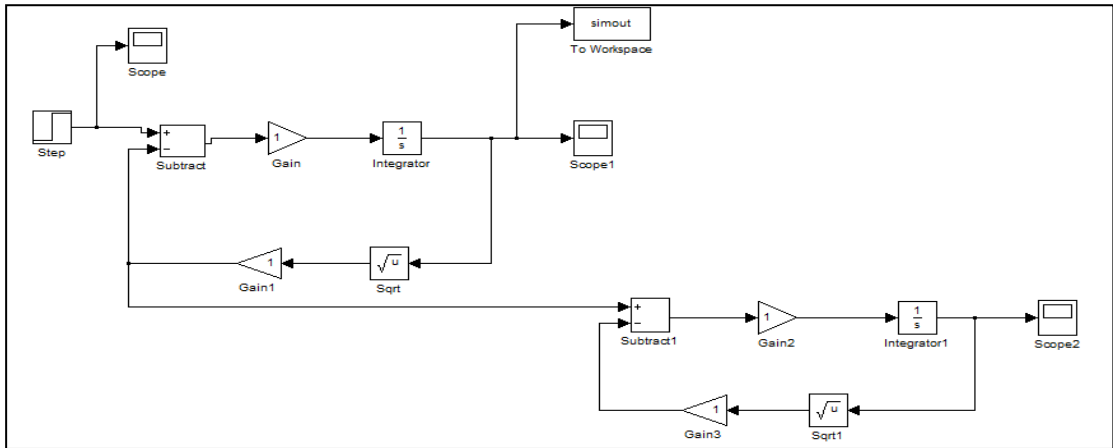 simout
To Workspace
Scope
Step
+
−
Subtract
1
Gain
1
s
Integrator
Scope1
1
Gain1
√u
Sqrt
+
−
Subtract1
1
Gain2
1
s
Integrator1
Scope2
1
Gain3
√u
Sqrt1